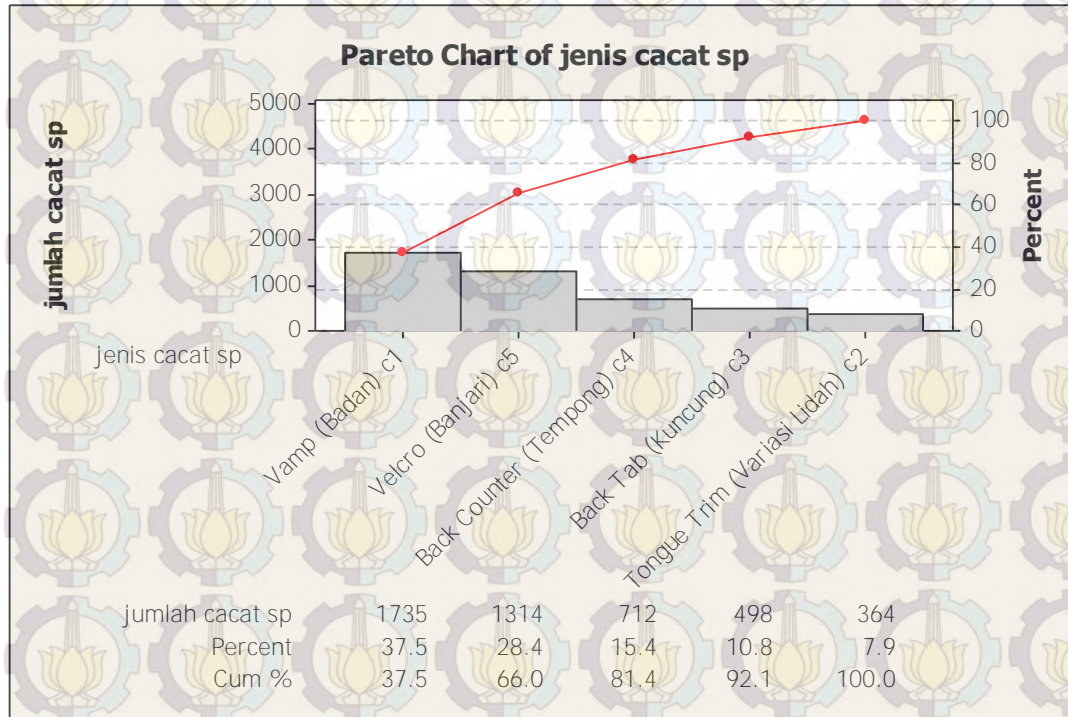 Pareto Chart of jenis cacat sp
jumlah cacat sp
5000
4000
3000
2000
1000
0
100
80
60
40
20
0
Percent
jenis cacat sp
Vamp (Badan) c1
Velcro (Banjari) c5
Back Counter (Tempong) c4
Back Tab (Kuncung) c3
Tongue Trim (Variasi Lidah) c2
jumlah cacat sp 1735 1314 712 498 364
Percent 37.5 28.4 15.4 10.8 7.9
Cum % 37.5 66.0 81.4 92.1 100.0